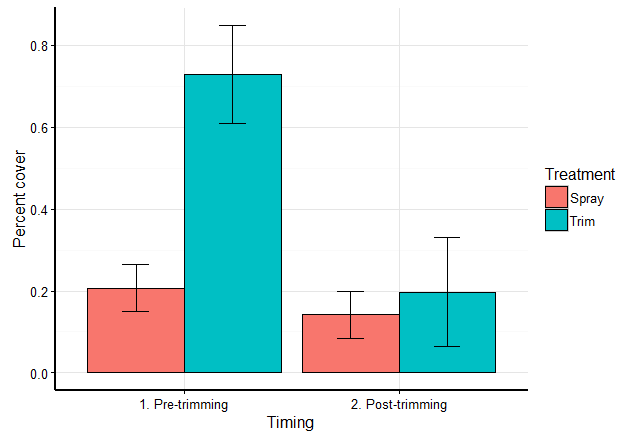 Percent cover
0.8
0.6
0.4
0.2
0.0
1. Pre-trimming
2. Post-trimming
Timing
Treatment
Spray
Trim